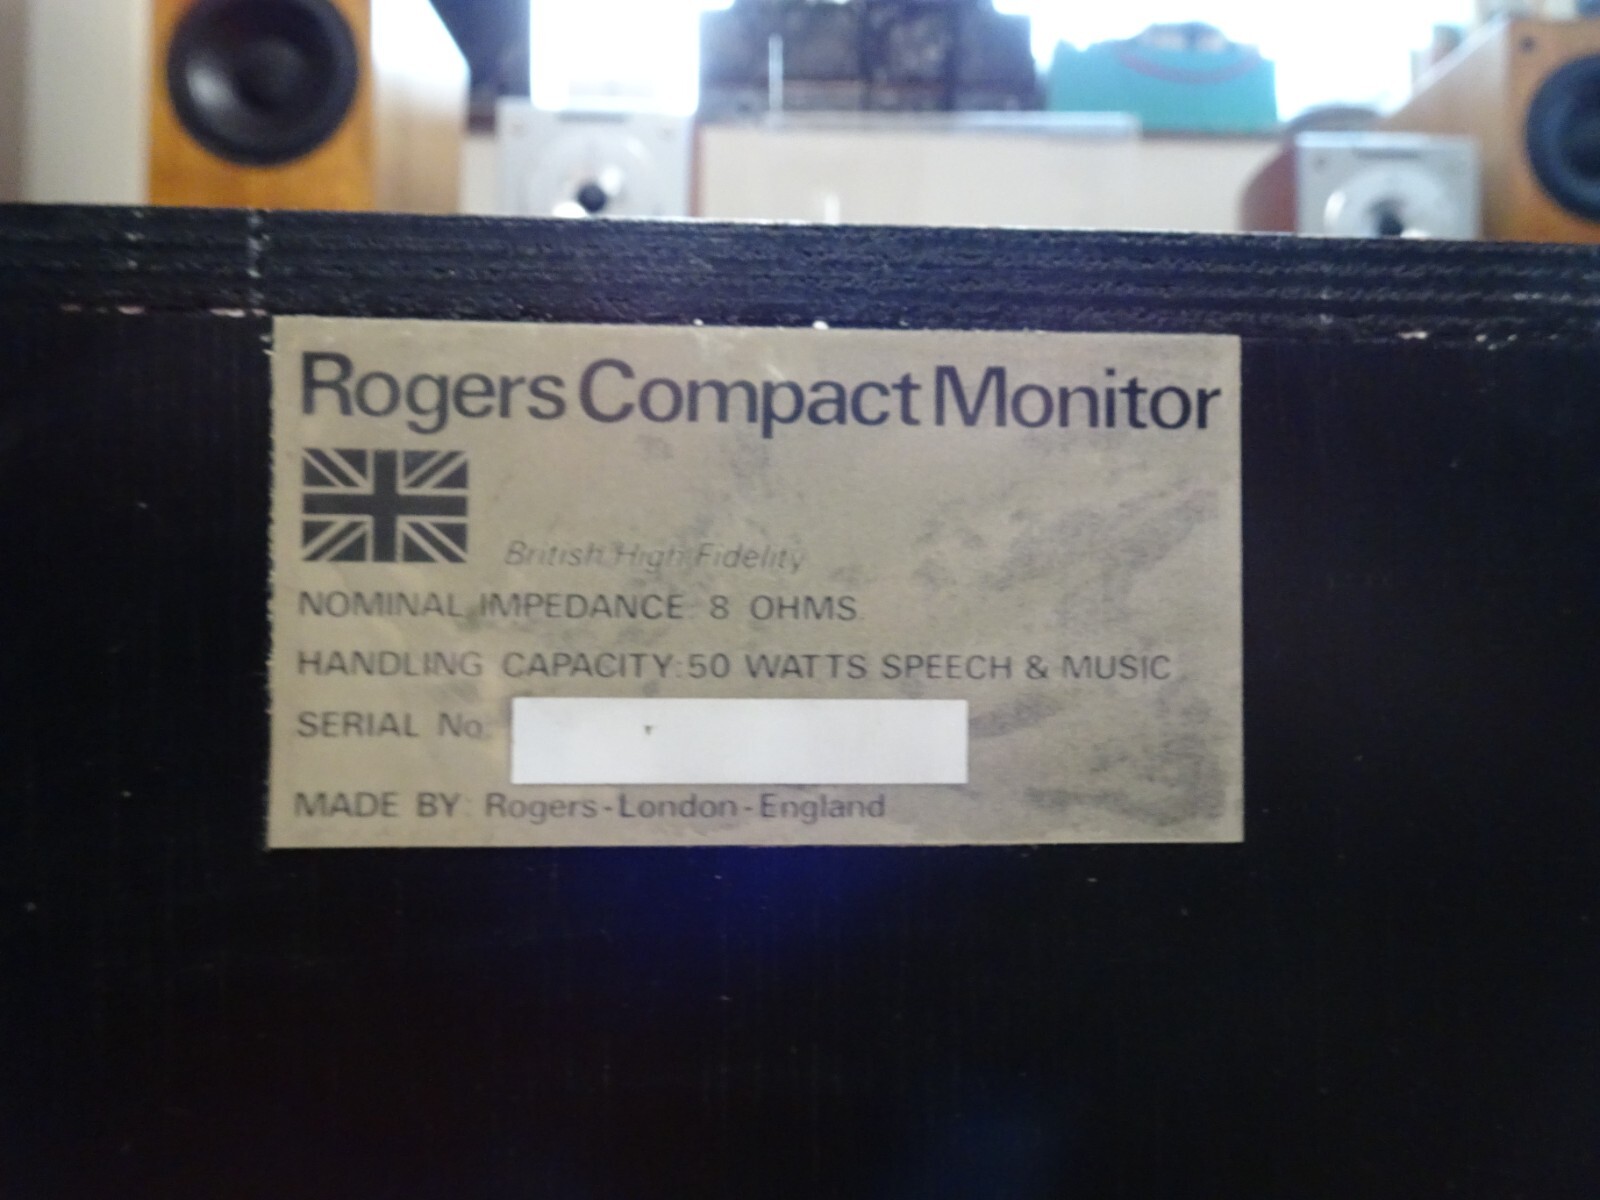 Rogers Compact Monitor
British High Fidelity
NOMINAL IMPEDANCE: 8 OHMS.
HANDLING CAPACITY: 50 WATTS SPEECH & MUSIC
SERIAL No.
MADE BY: Rogers - London - England